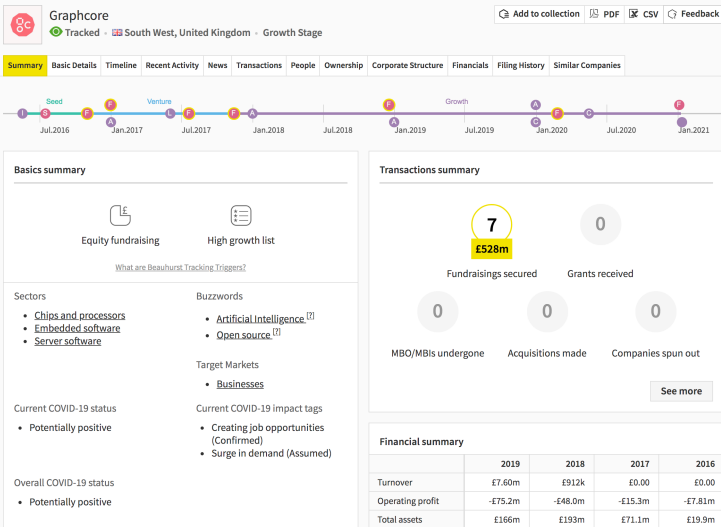 Graphcore
Tracked · South West, United Kingdom · Growth Stage
Add to collection PDF CSV Feedback
Summary Basic Details Timeline Recent Activity News Transactions People Ownership Corporate Structure Financials Filing History Similar Companies
Seed Venture Growth
F F A F
I S F L F F A F C
A A C
Jul.2016 Jan.2017 Jul.2017 Jan.2018 Jul.2018 Jan.2019 Jul.2019 Jan.2020 Jul.2020 Jan.2021
Basics summary
Equity fundraising High growth list
What are Beauhurst Tracking Triggers?
Sectors
• Chips and processors
• Embedded software
• Server software
Buzzwords
• Artificial Intelligence [?]
• Open source [?]
Target Markets
• Businesses
Current COVID-19 status
• Potentially positive
Current COVID-19 impact tags
• Creating job opportunities
(Confirmed)
• Surge in demand (Assumed)
Overall COVID-19 status
• Potentially positive
Transactions summary
7 0
£528m
Fundraisings secured Grants received
0 0 0
MBO/MBIs undergone Acquisitions made Companies spun out
See more
Financial summary
2019 2018 2017 2016
Turnover £7.60m £912k £0.00 £0.00
Operating profit -£75.2m -£48.0m -£15.3m -£7.81m
Total assets £166m £193m £71.1m £19.9m